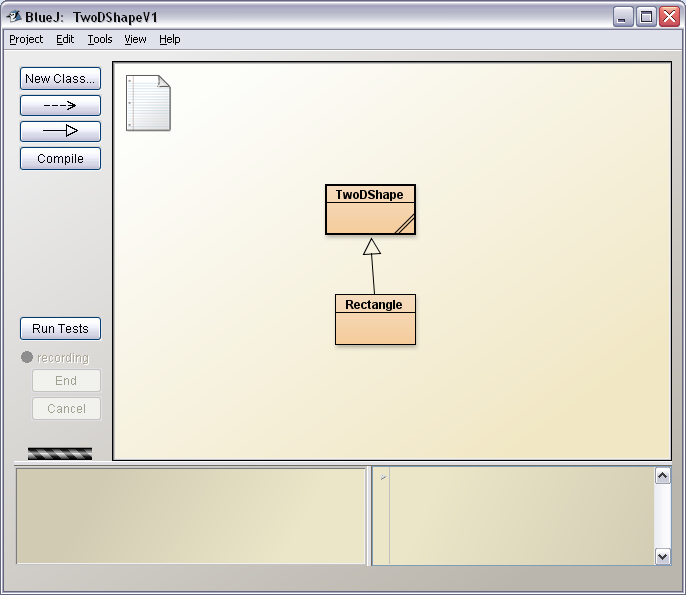 BlueJ: TwoDShapeV1
Project Edit Tools View Help
New Class...
Compile
TwoDShape
Rectangle
Run Tests
recording
End
Cancel